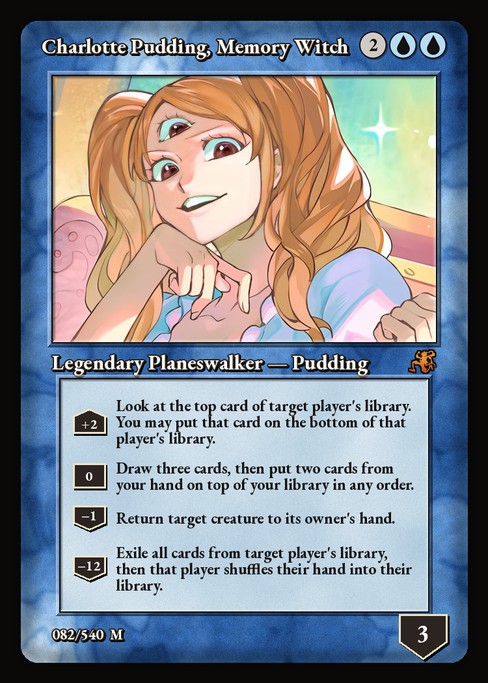 Charlotte Pudding, Memory Witch 2
Legendary Planeswalker — Pudding
+2 Look at the top card of target player's library.
You may put that card on the bottom of that
player's library.
0 Draw three cards, then put two cards from
your hand on top of your library in any order.
−1 Return target creature to its owner's hand.
−12 Exile all cards from target player's library,
then that player shuffles their hand into their
library.
082/540 M
3